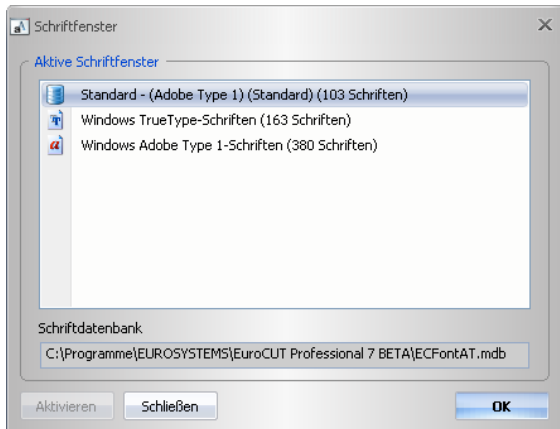 Schriftfenster
Aktive Schriftfenster
Standard - (Adobe Type 1) (Standard) (103 Schriften)
Windows TrueType-Schriften (163 Schriften)
Windows Adobe Type 1-Schriften (380 Schriften)
Schriftdatenbank
C:\Programme\EUROSYSTEMS\EuroCUT Professional 7 BETA\ECFontAT.mdb
Aktivieren Schließen OK